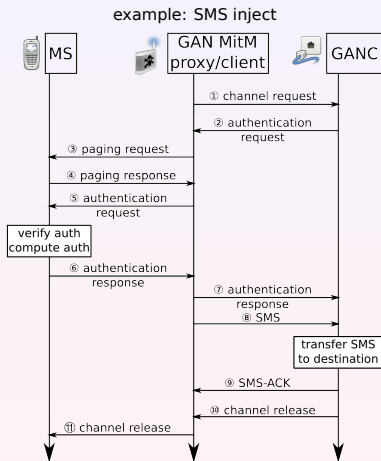 example: SMS inject
MS
GAN MitM
proxy/client
GANC
① channel request
② authentication
request
③ paging request
④ paging response
⑤ authentication
request
verify auth
compute auth
⑥ authentication
response
⑦ authentication
response
⑧ SMS
transfer SMS
to destination
⑨ SMS-ACK
⑩ channel release
⑪ channel release